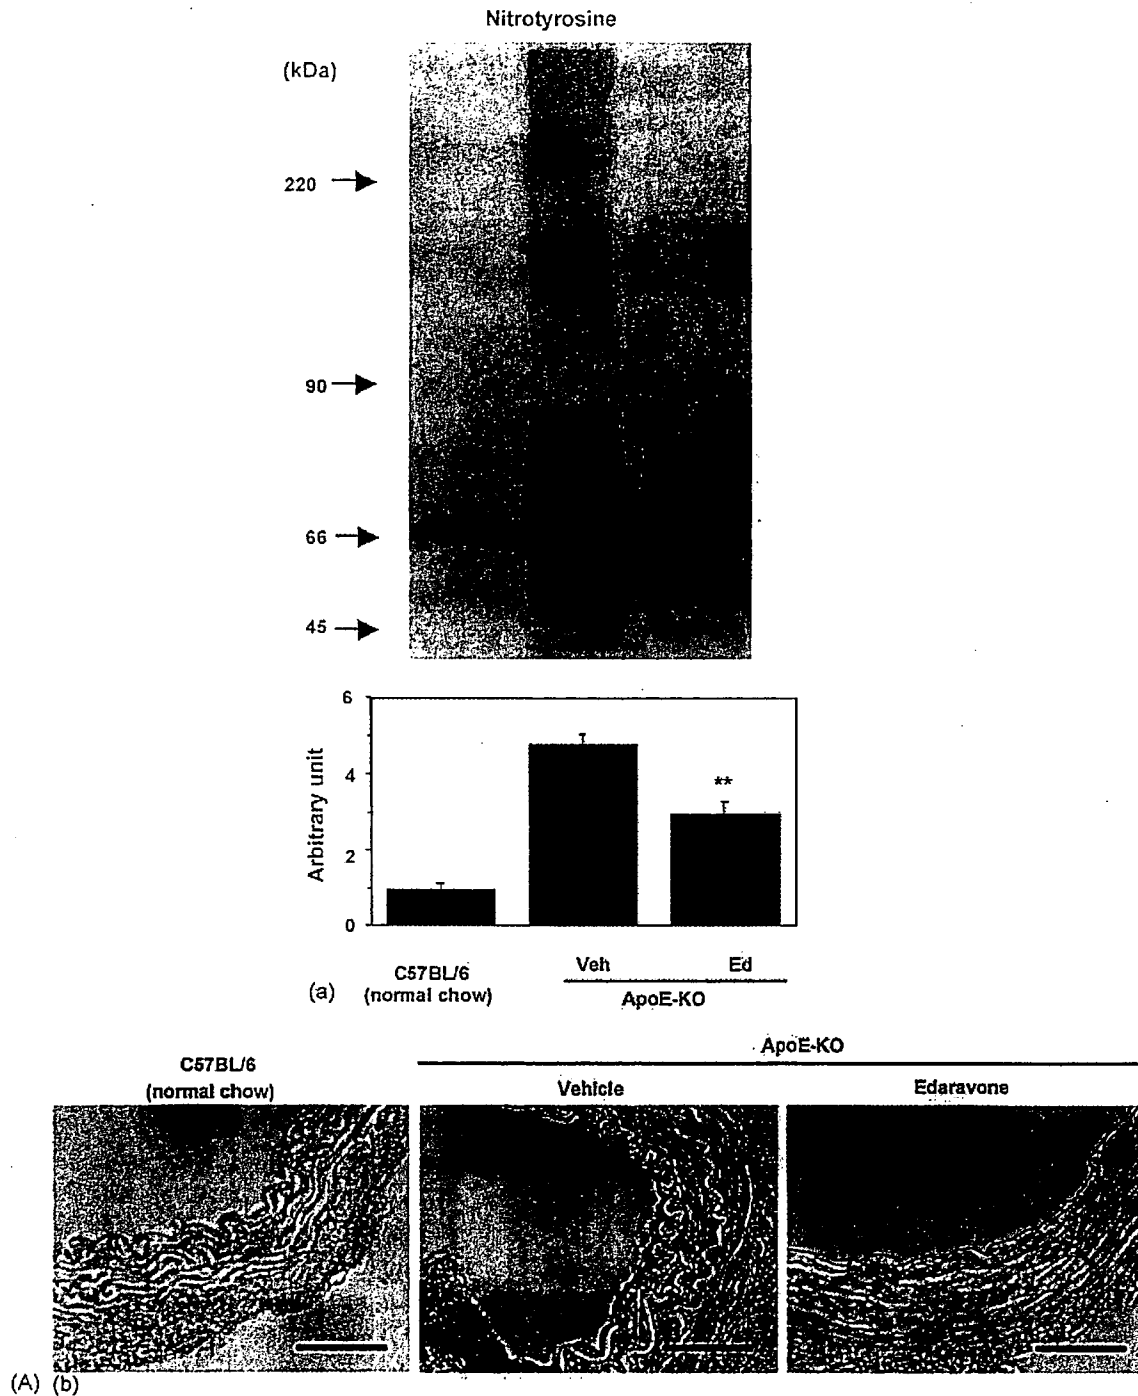 Nitrotyrosine
(kDa)
220
90
66
45
6
4
2
0
Arbitrary unit
**
Veh
Ed
C57BL/6
(normal chow)
ApoE-KO
(a)
ApoE-KO
C57BL/6
(normal chow)
Vehicle
Edaravone
(A) (b)